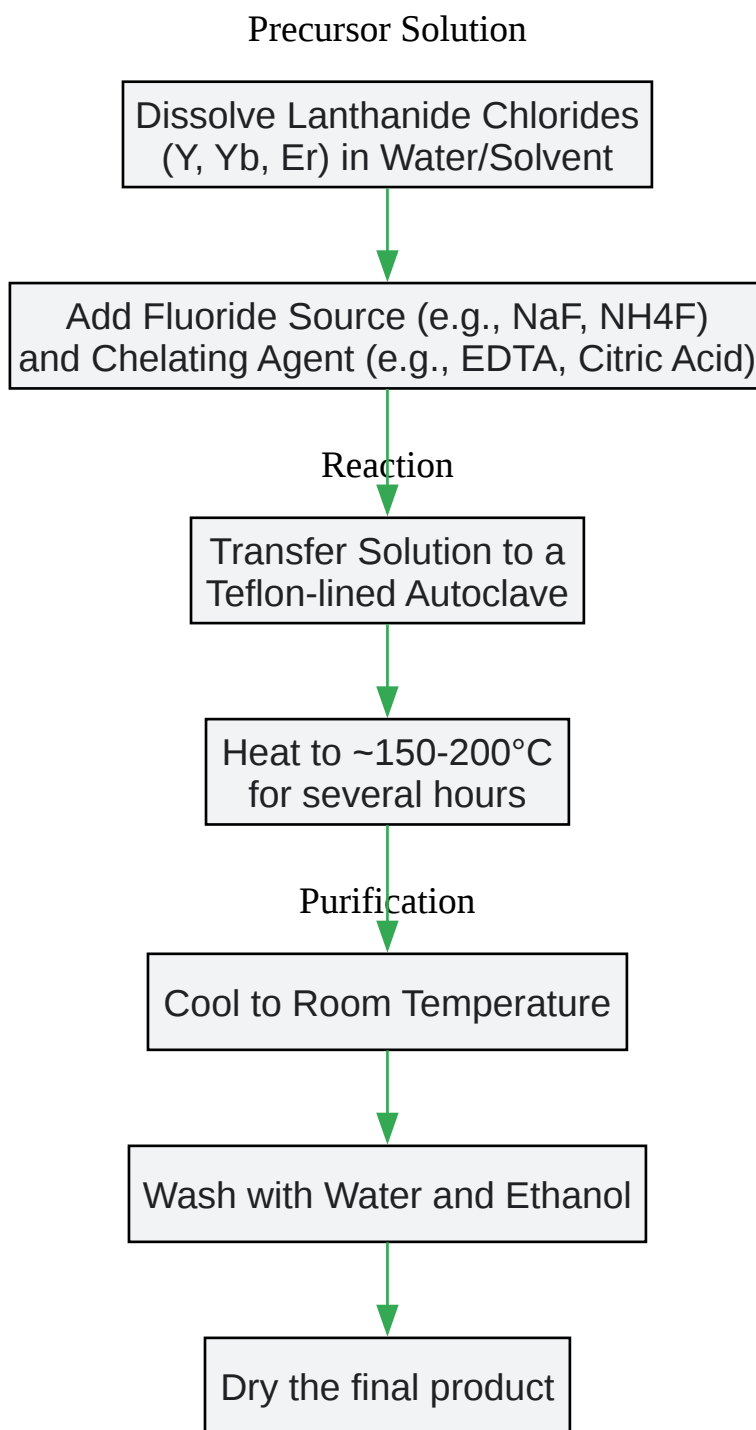 Precursor Solution
Dissolve Lanthanide Chlorides
(Y, Yb, Er) in Water/Solvent
Add Fluoride Source (e.g., NaF, NH4F)
and Chelating Agent (e.g., EDTA, Citric Acid)
Reaction
Transfer Solution to a
Teflon-lined Autoclave
Heat to ~150-200°C
for several hours
Purification
Cool to Room Temperature
Wash with Water and Ethanol
Dry the final product